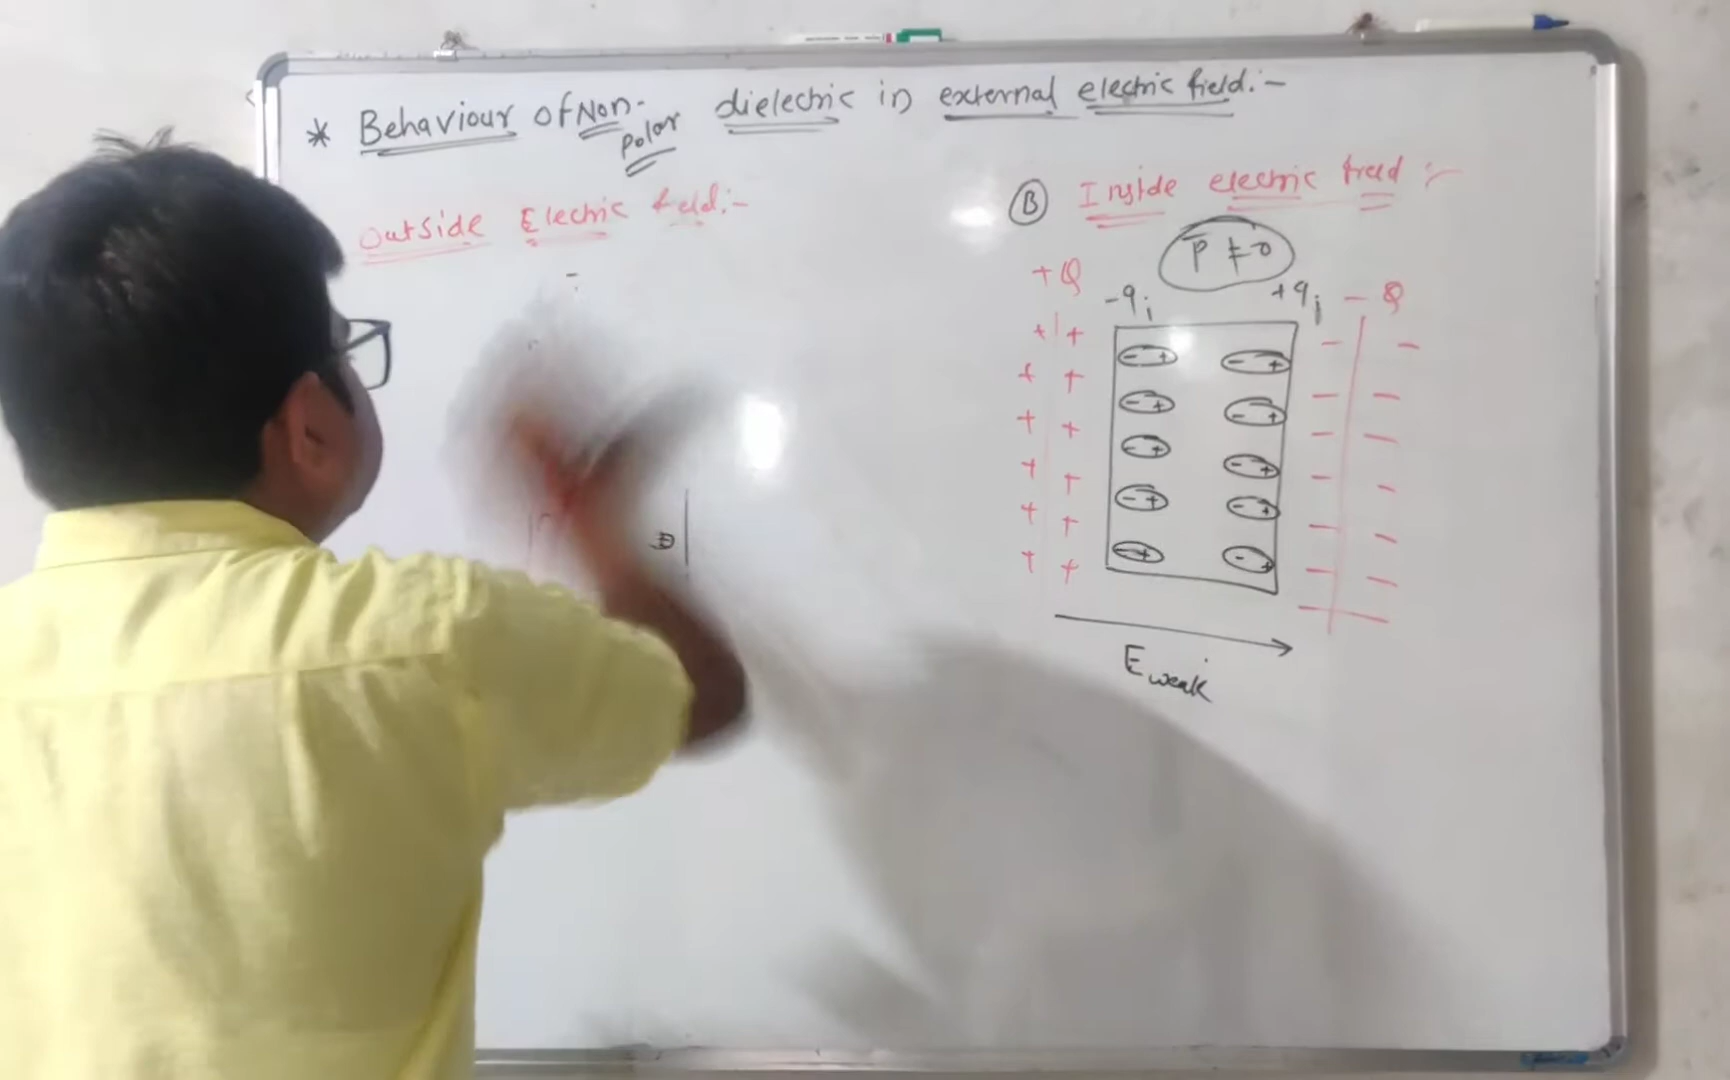 * Behaviour of Non-
Polar dielectric in external electric field:-
Outside Electric field:-
B Inside electric field :-
P ≠ 0
+Q -qi +qi - Q
+ + - -
- +
- +
+ + - -
- +
- +
+ + - -
- +
- +
+ + - -
- +
- +
+ + - -
- +
- +
+ + - -
E weak